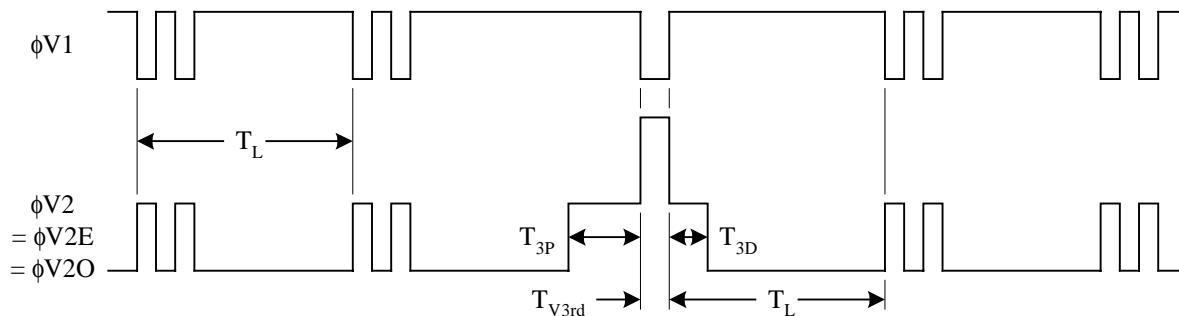 ϕV1
T_L
ϕV2
= ϕV2E
= ϕV2O
T_3P
T_3D
T_V3rd
T_L